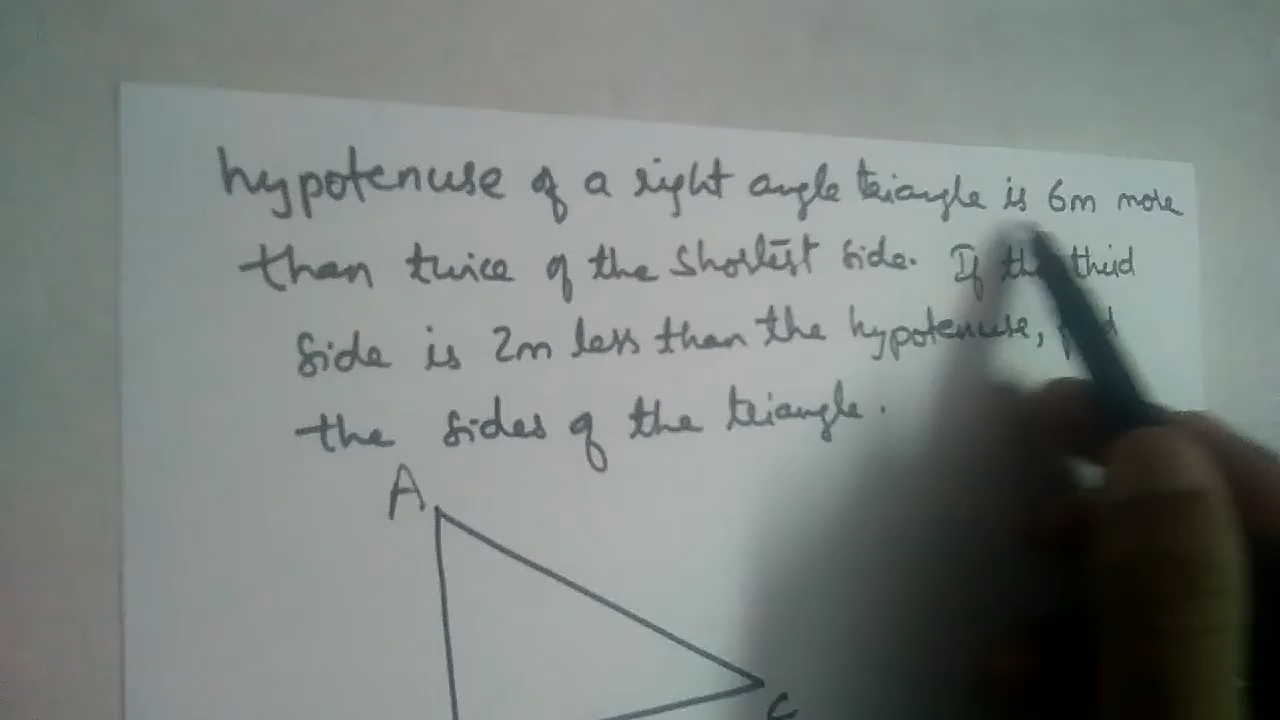 hypotenuse of a right angle triangle is 6m more
than twice of the shortest side. If the third
side is 2m less than the hypotenuse,
the sides of the triangle.
A
C